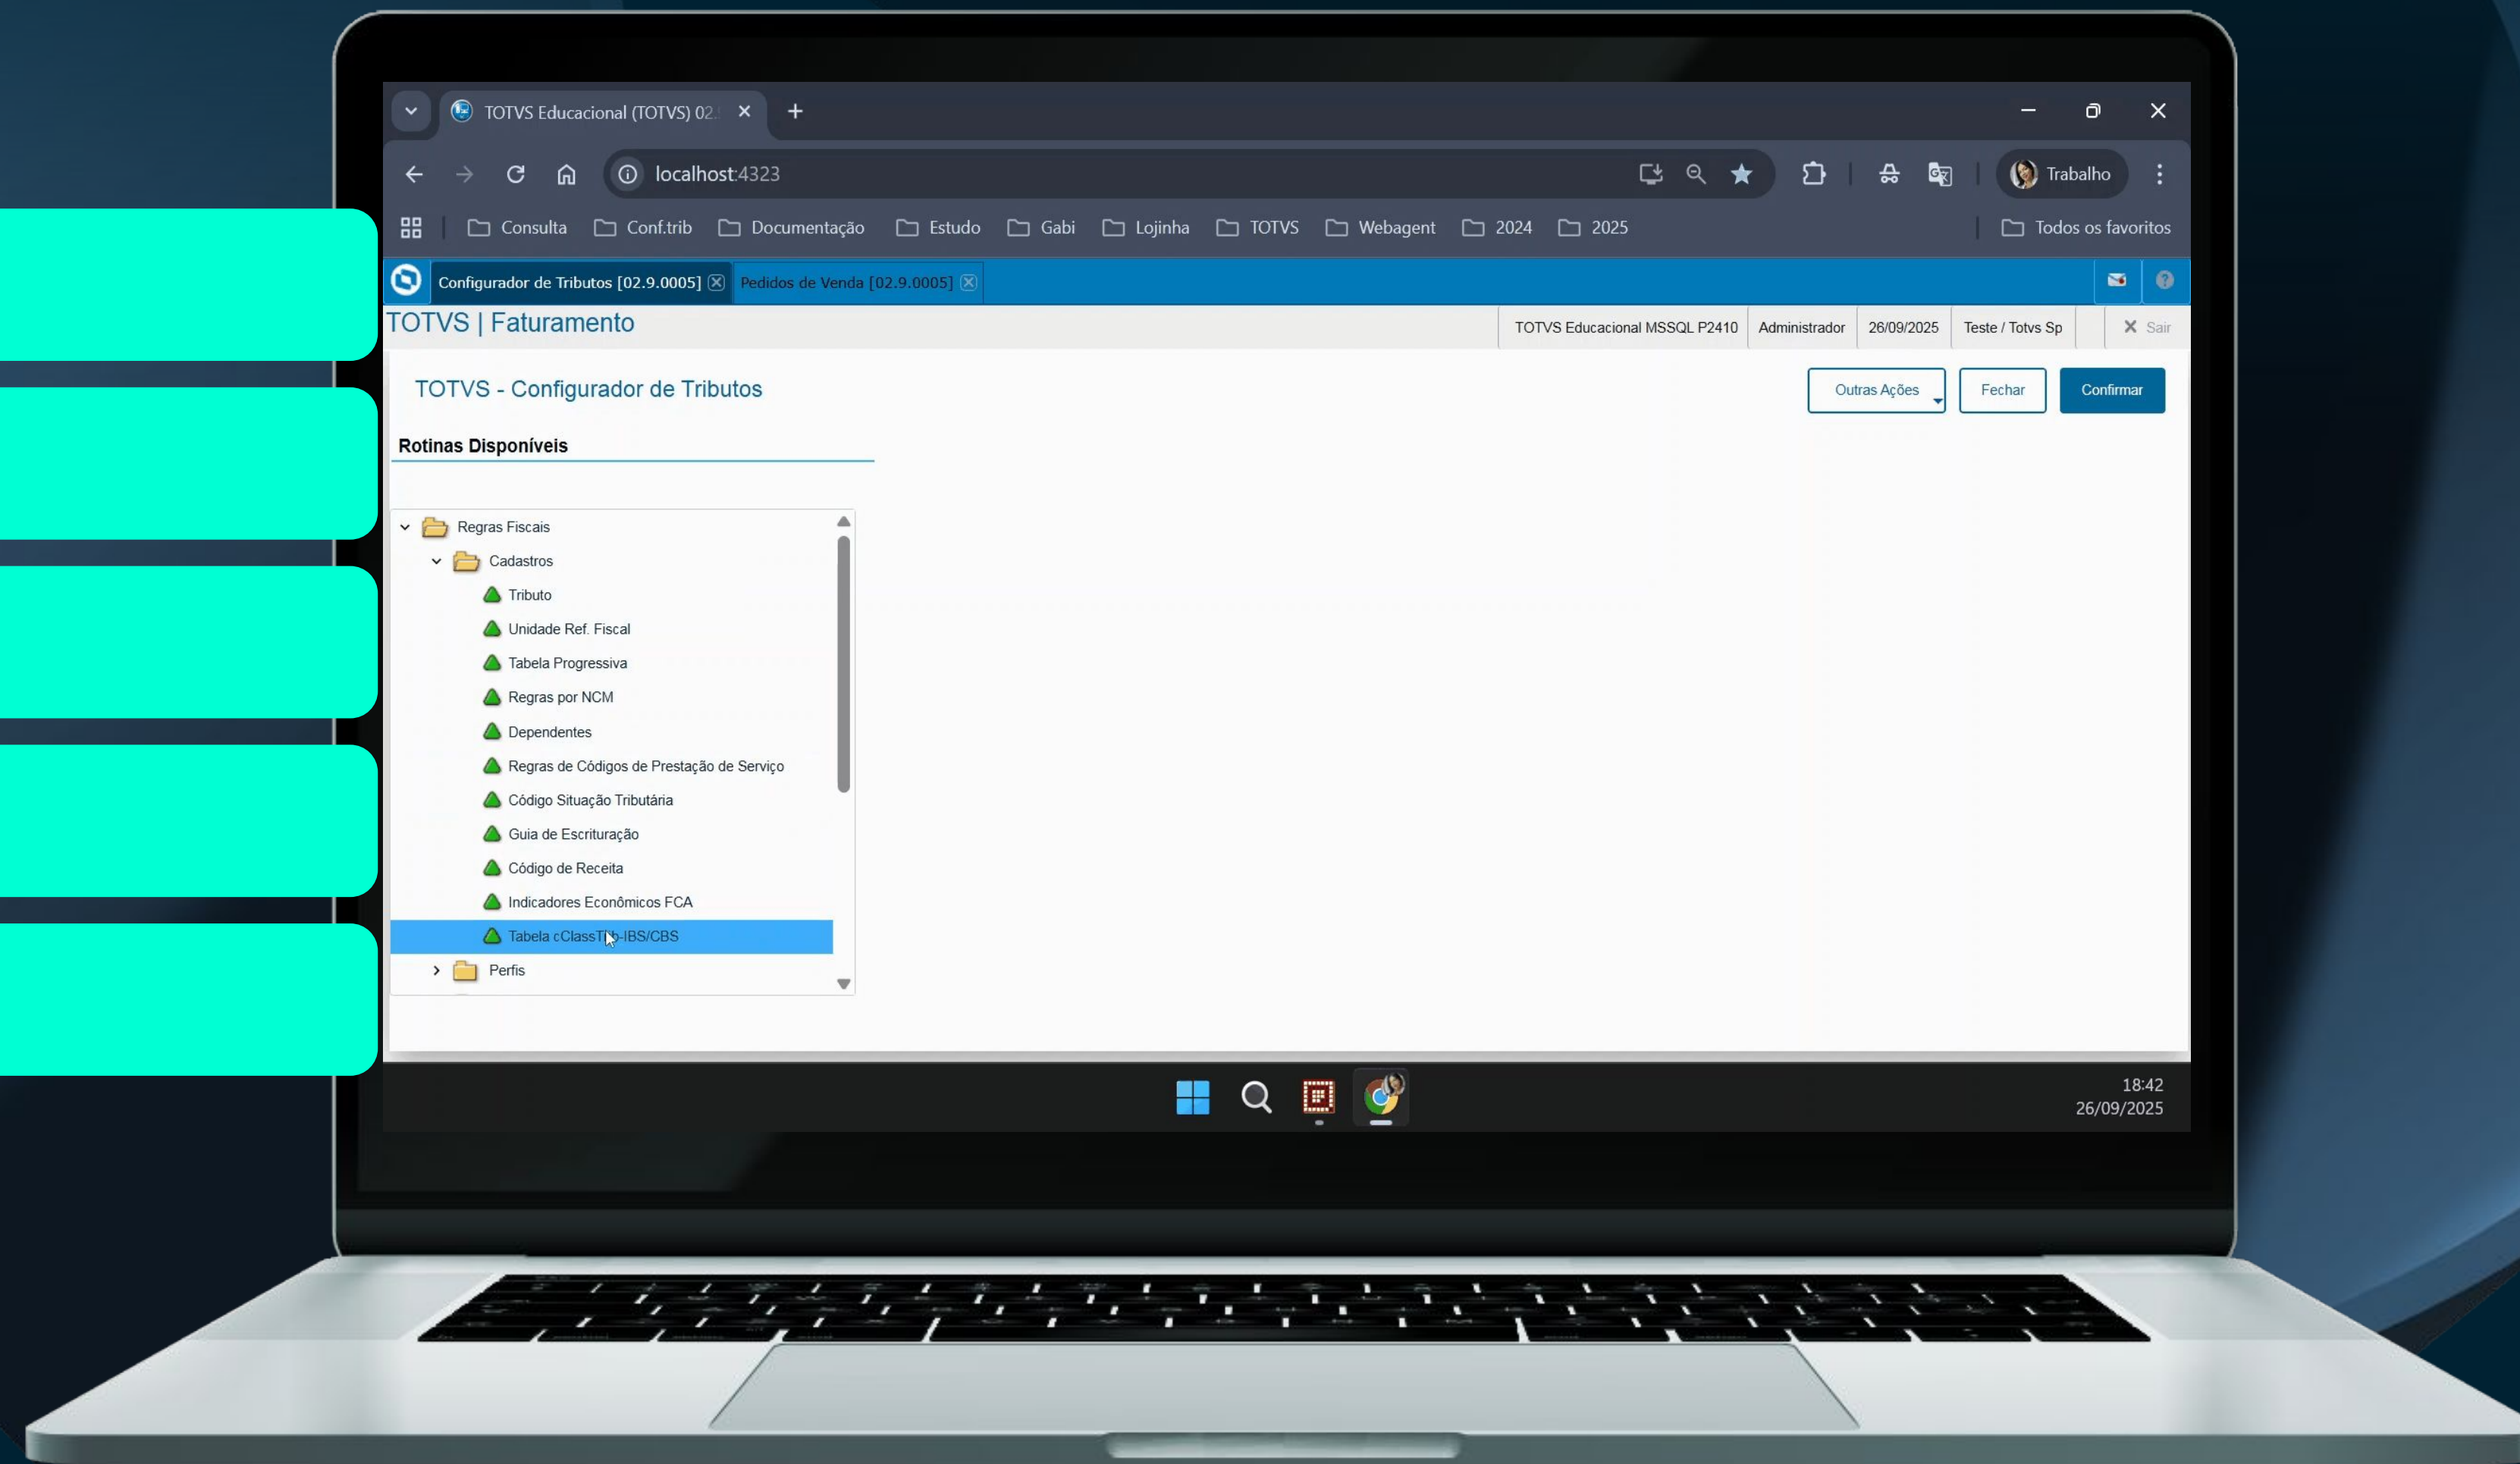 TOTVS Educacional (TOTVS) 02.
localhost:4323
Trabalho
Consulta Conf.trib Documentação Estudo Gabi Lojinha TOTVS Webagent 2024 2025 Todos os favoritos
Configurador de Tributos [02.9.0005] Pedidos de Venda [02.9.0005]
TOTVS | Faturamento
TOTVS Educacional MSSQL P2410 Administrador 26/09/2025 Teste / Totvs Sp Sair
TOTVS - Configurador de Tributos
Outras Ações Fechar Confirmar
Rotinas Disponíveis
Regras Fiscais
Cadastros
Tributo
Unidade Ref. Fiscal
Tabela Progressiva
Regras por NCM
Dependentes
Regras de Códigos de Prestação de Serviço
Código Situação Tributária
Guia de Escrituração
Código de Receita
Indicadores Econômicos FCA
Tabela cClassTrib-IBS/CBS
Perfis
18:42
26/09/2025